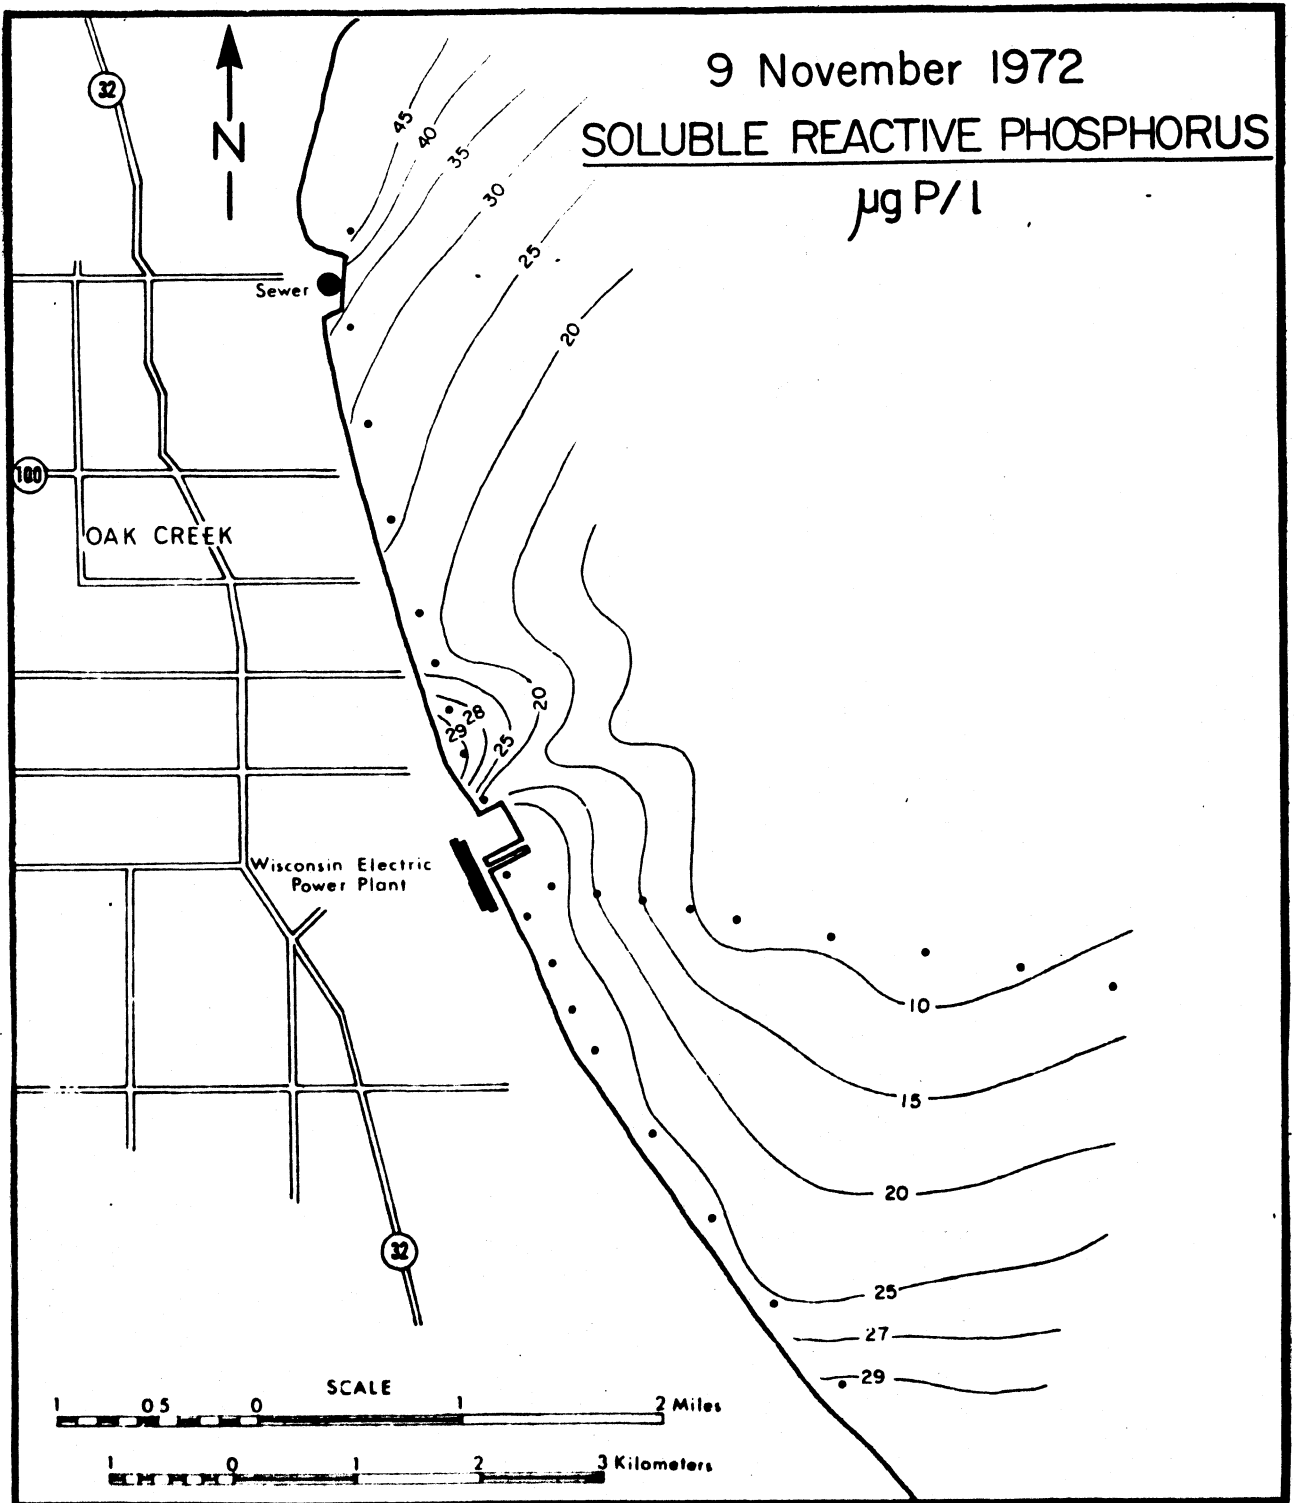 9 November 1972
SOLUBLE REACTIVE PHOSPHORUS
µg P/l
32
N
45
40
35
30
25
20
Sewer
100
OAK CREEK
20
28
29
25
Wisconsin Electric
Power Plant
10
15
20
32
25
27
29
SCALE
1 0 5 0 1 2 Miles
1 0 1 2 3 Kilometers